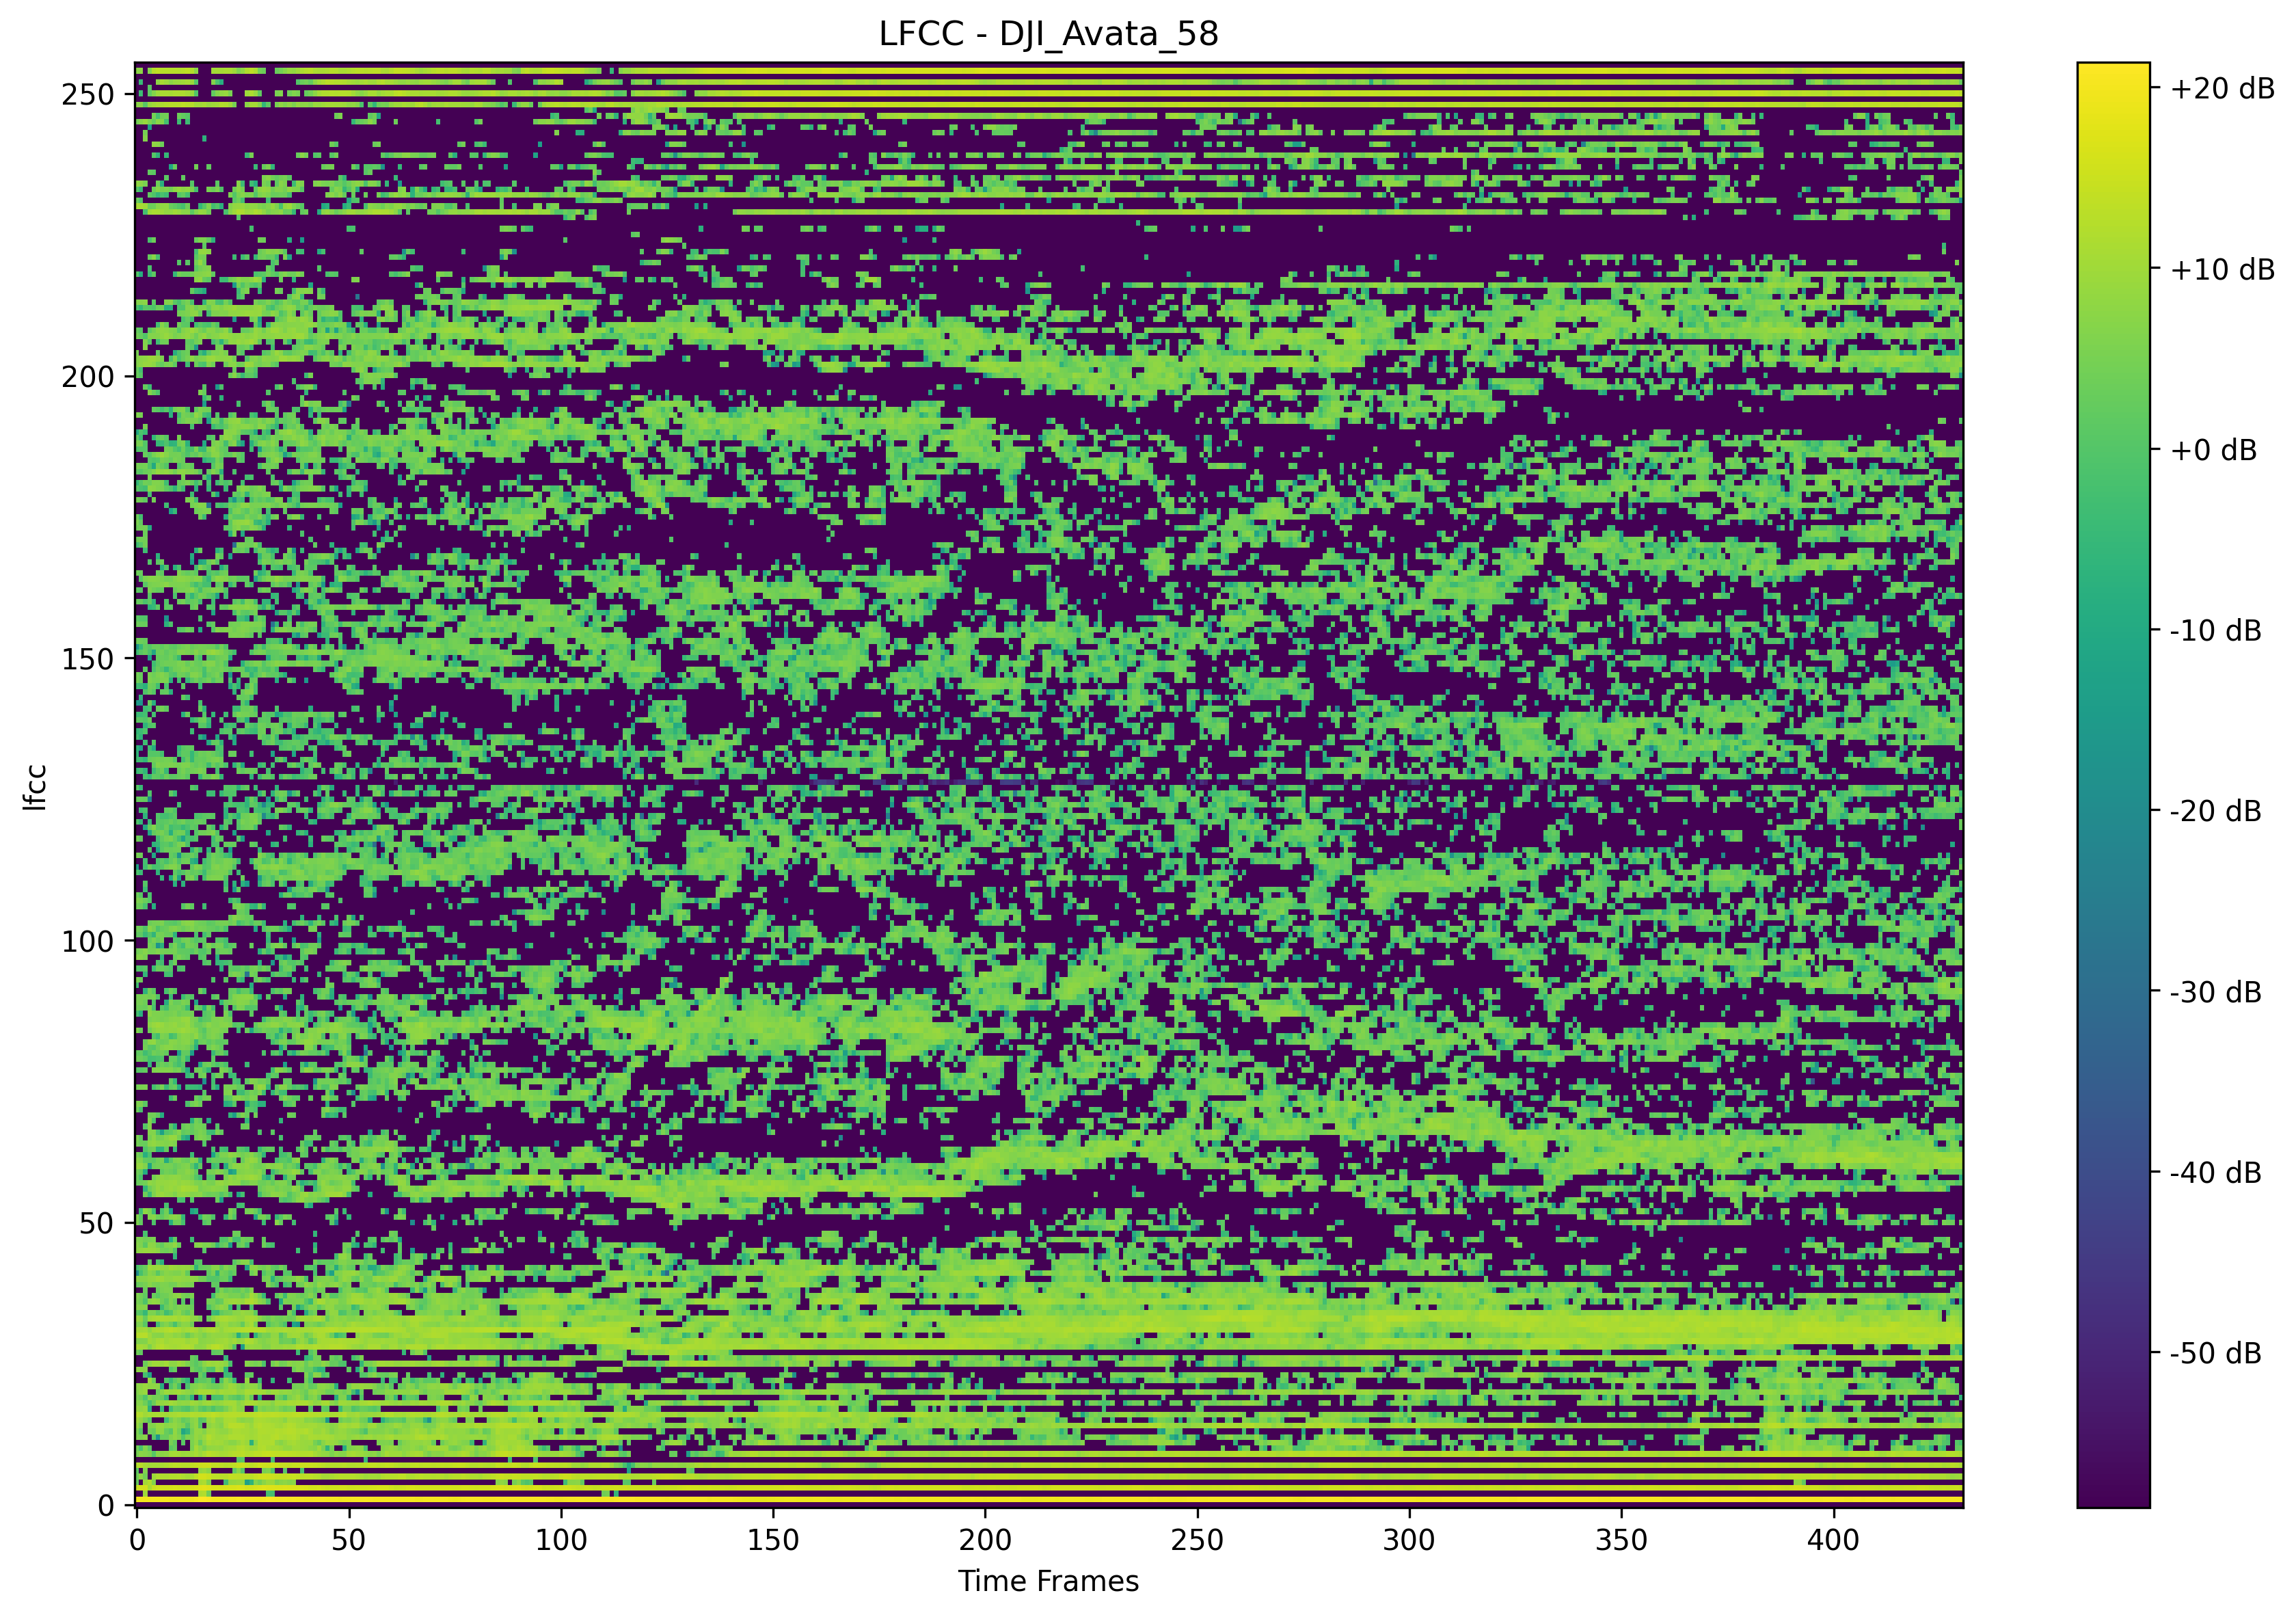 LFCC - DJI_Avata_58
250
200
150
100
50
0
lfcc
0 50 100 150 200 250 300 350 400
Time Frames
+20 dB
+10 dB
+0 dB
-10 dB
-20 dB
-30 dB
-40 dB
-50 dB